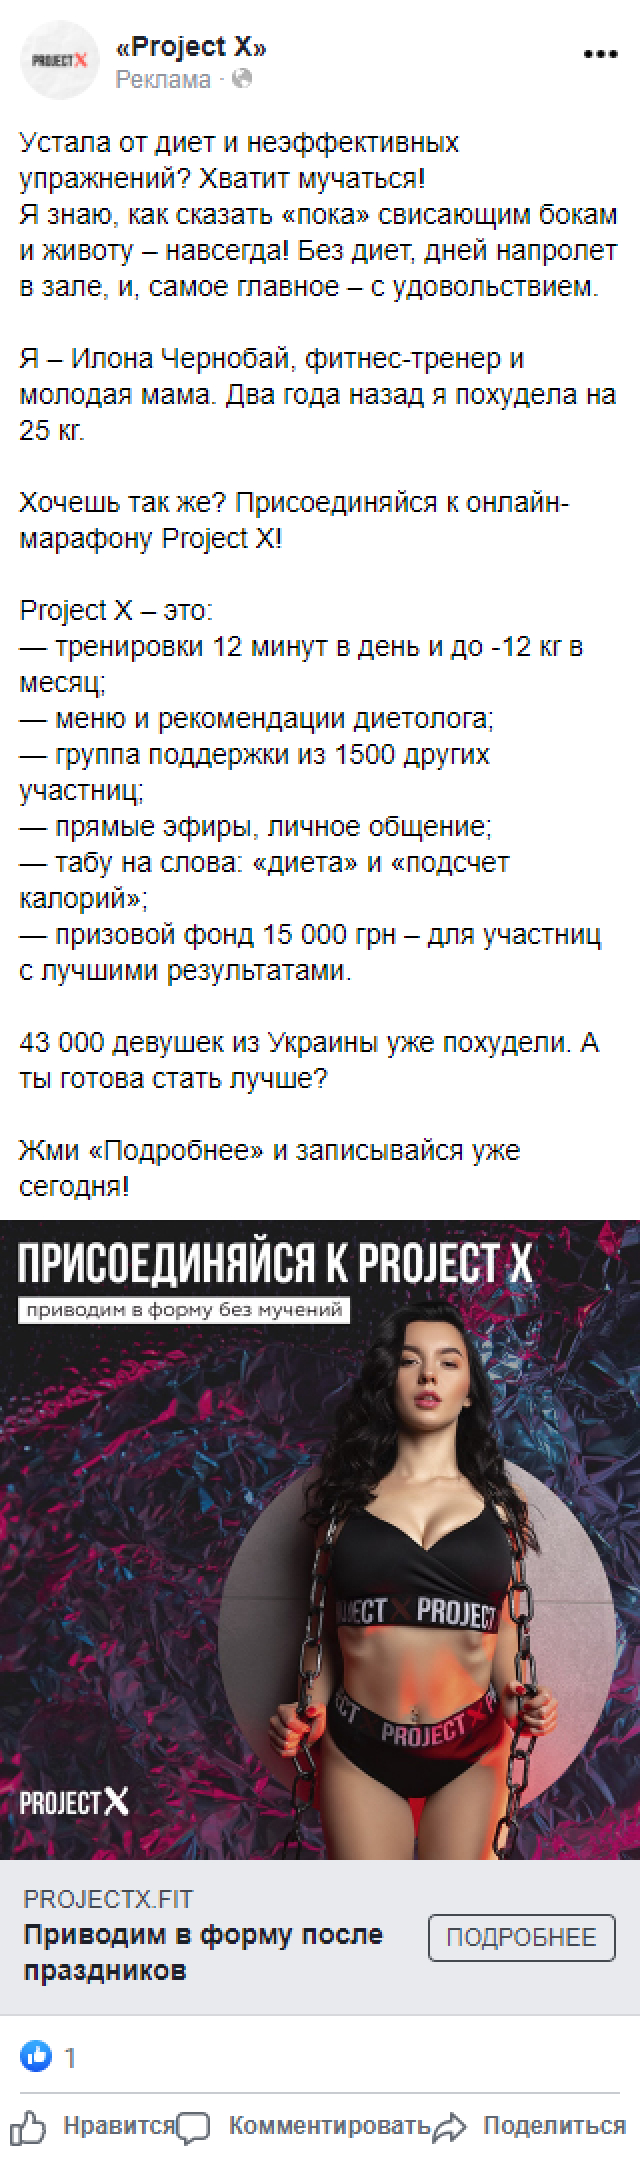 PROJECTX
«Project X»
Реклама ·
Устала от диет и неэффективных
упражнений? Хватит мучаться!
Я знаю, как сказать «пока» свисающим бокам
и животу – навсегда! Без диет, дней напролет
в зале, и, самое главное – с удовольствием.
Я – Илона Чернобай, фитнес-тренер и
молодая мама. Два года назад я похудела на
25 кг.
Хочешь так же? Присоединяйся к онлайн-
марафону Project X!
Project X – это:
— тренировки 12 минут в день и до -12 кг в
месяц;
— меню и рекомендации диетолога;
— группа поддержки из 1500 других
участниц;
— прямые эфиры, личное общение;
— табу на слова: «диета» и «подсчет
калорий»;
— призовой фонд 15 000 грн – для участниц
с лучшими результатами.
43 000 девушек из Украины уже похудели. А
ты готова стать лучше?
Жми «Подробнее» и записывайся уже
сегодня!
ПРИСОЕДИНЯЙСЯ К PROJECT X
приводим в форму без мучений
JECT X PROJECT
ECT PROJECT X P
PROJECT X
PROJECTX.FIT
Приводим в форму после
праздников
ПОДРОБНЕЕ
1
Нравится Комментировать Поделиться